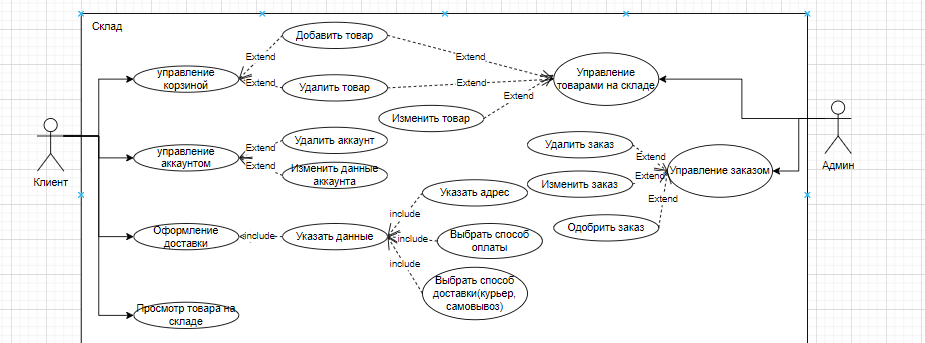 Склад
Добавить товар
Extend
Extend
управление
корзиной
Extend
Удалить товар
Extend
Управление
товарами на складе
Extend
Изменить товар
Клиент
управление
аккаунтом
Extend
Удалить аккаунт
Extend
Изменить данные
аккаунта
Удалить заказ
Extend
Изменить заказ
Extend
Управление заказом
Extend
Одобрить заказ
Админ
Оформление
доставки
include
Указать данные
include
Указать адрес
include
Выбрать способ
оплаты
include
Выбрать способ
доставки(курьер,
самовывоз)
Просмотр товара на
складе